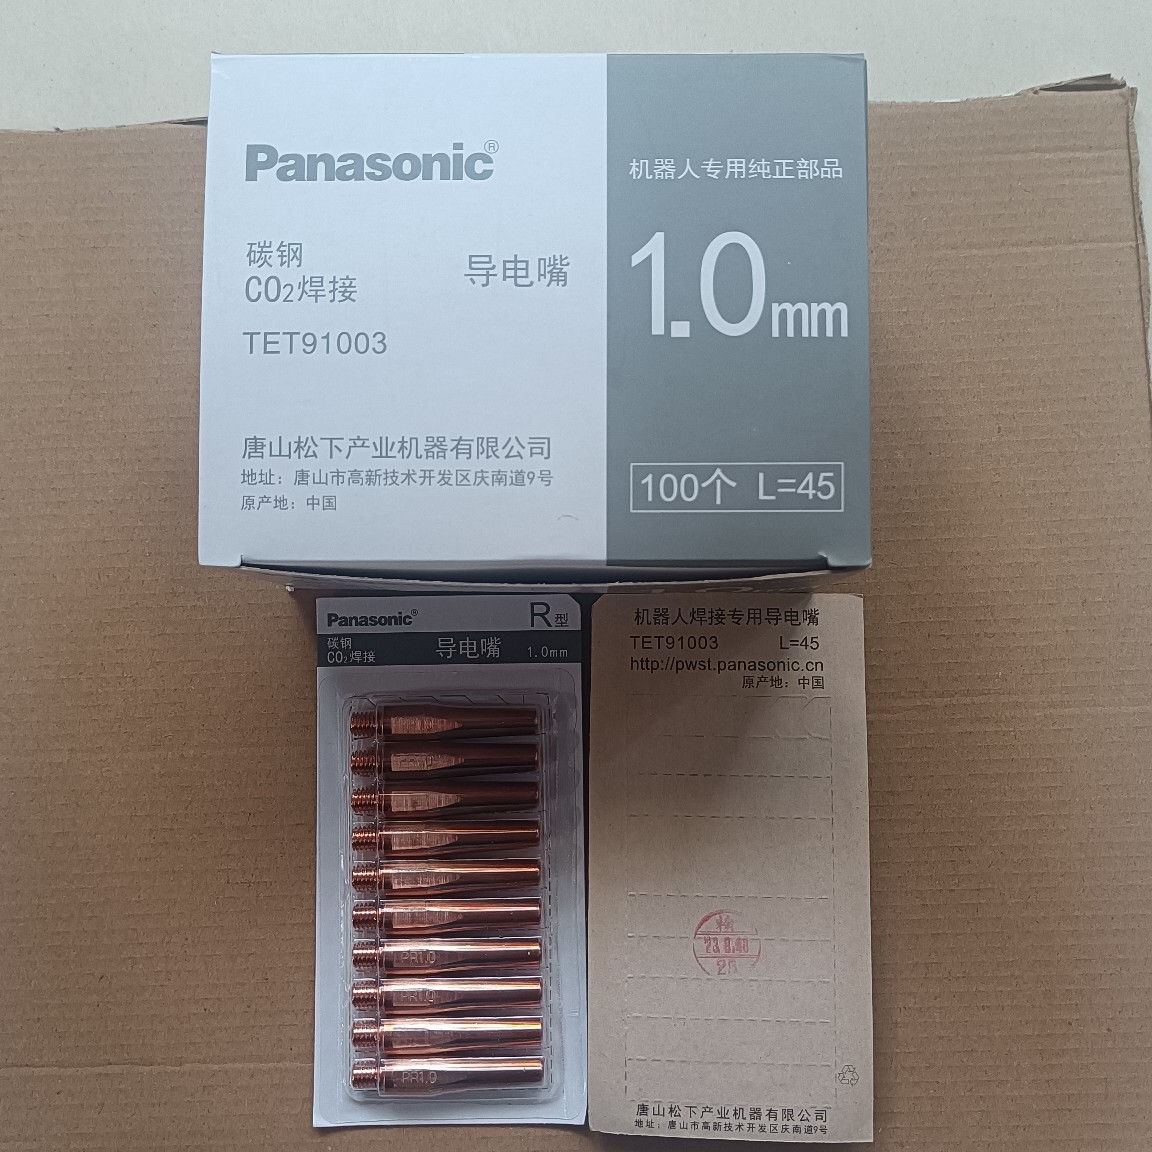 Panasonic®
碳钢
CO₂焊接
导电嘴
TET91003
唐山松下产业机器有限公司
地址：唐山市高新技术开发区庆南道9号
原产地：中国
机器人专用纯正部品
1.0mm
100个 L=45
Panasonic®
R型
碳钢
CO₂焊接
导电嘴
1.0mm
PR1.0
PR1.0
PR1.0
机器人焊接专用导电嘴
TET91003 L=45
http://pwst.panasonic.cn
原产地：中国
唐山松下产业机器有限公司
地址：唐山市高新技术开发区庆南道9号